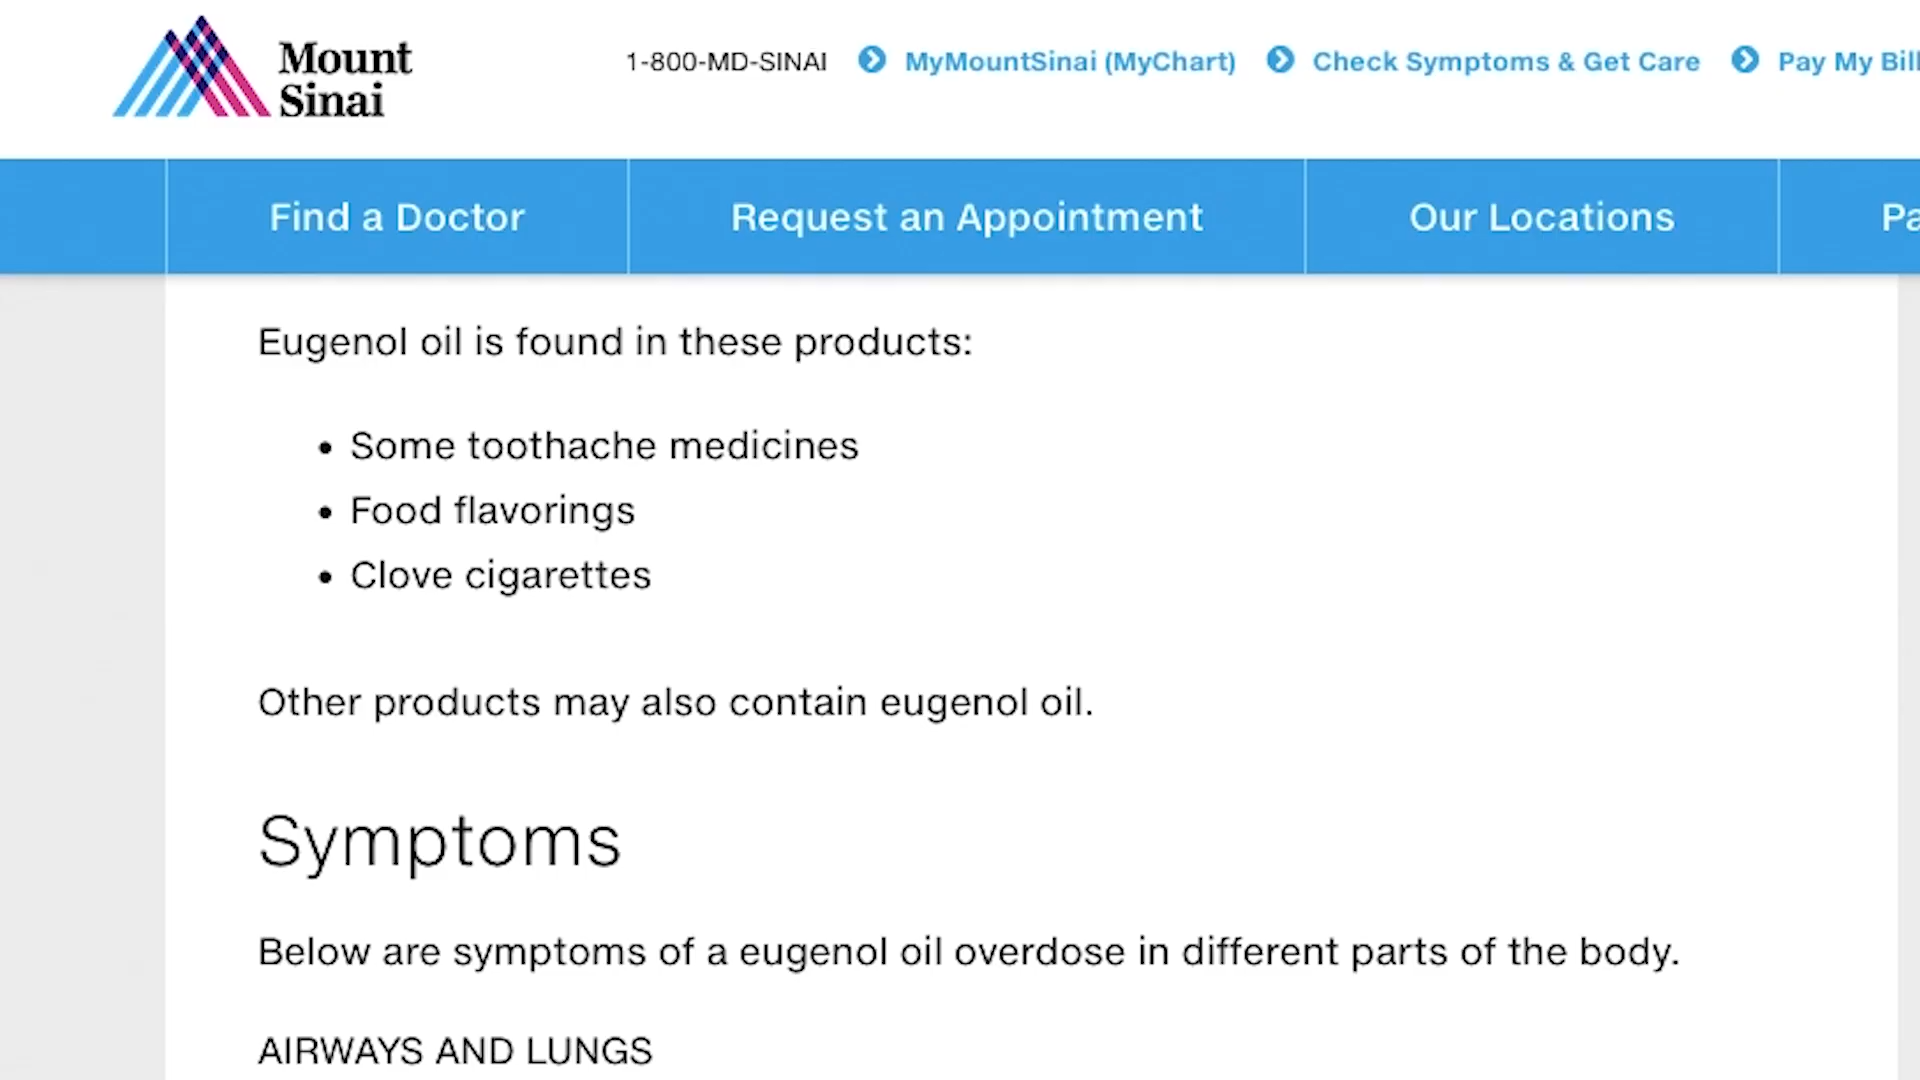 Mount
Sinai
1-800-MD-SINAI
MyMountSinai (MyChart)
Check Symptoms & Get Care
Pay My Bill
Find a Doctor
Request an Appointment
Our Locations
Eugenol oil is found in these products:
• Some toothache medicines
• Food flavorings
• Clove cigarettes
Other products may also contain eugenol oil.
Symptoms
Below are symptoms of a eugenol oil overdose in different parts of the body.
AIRWAYS AND LUNGS